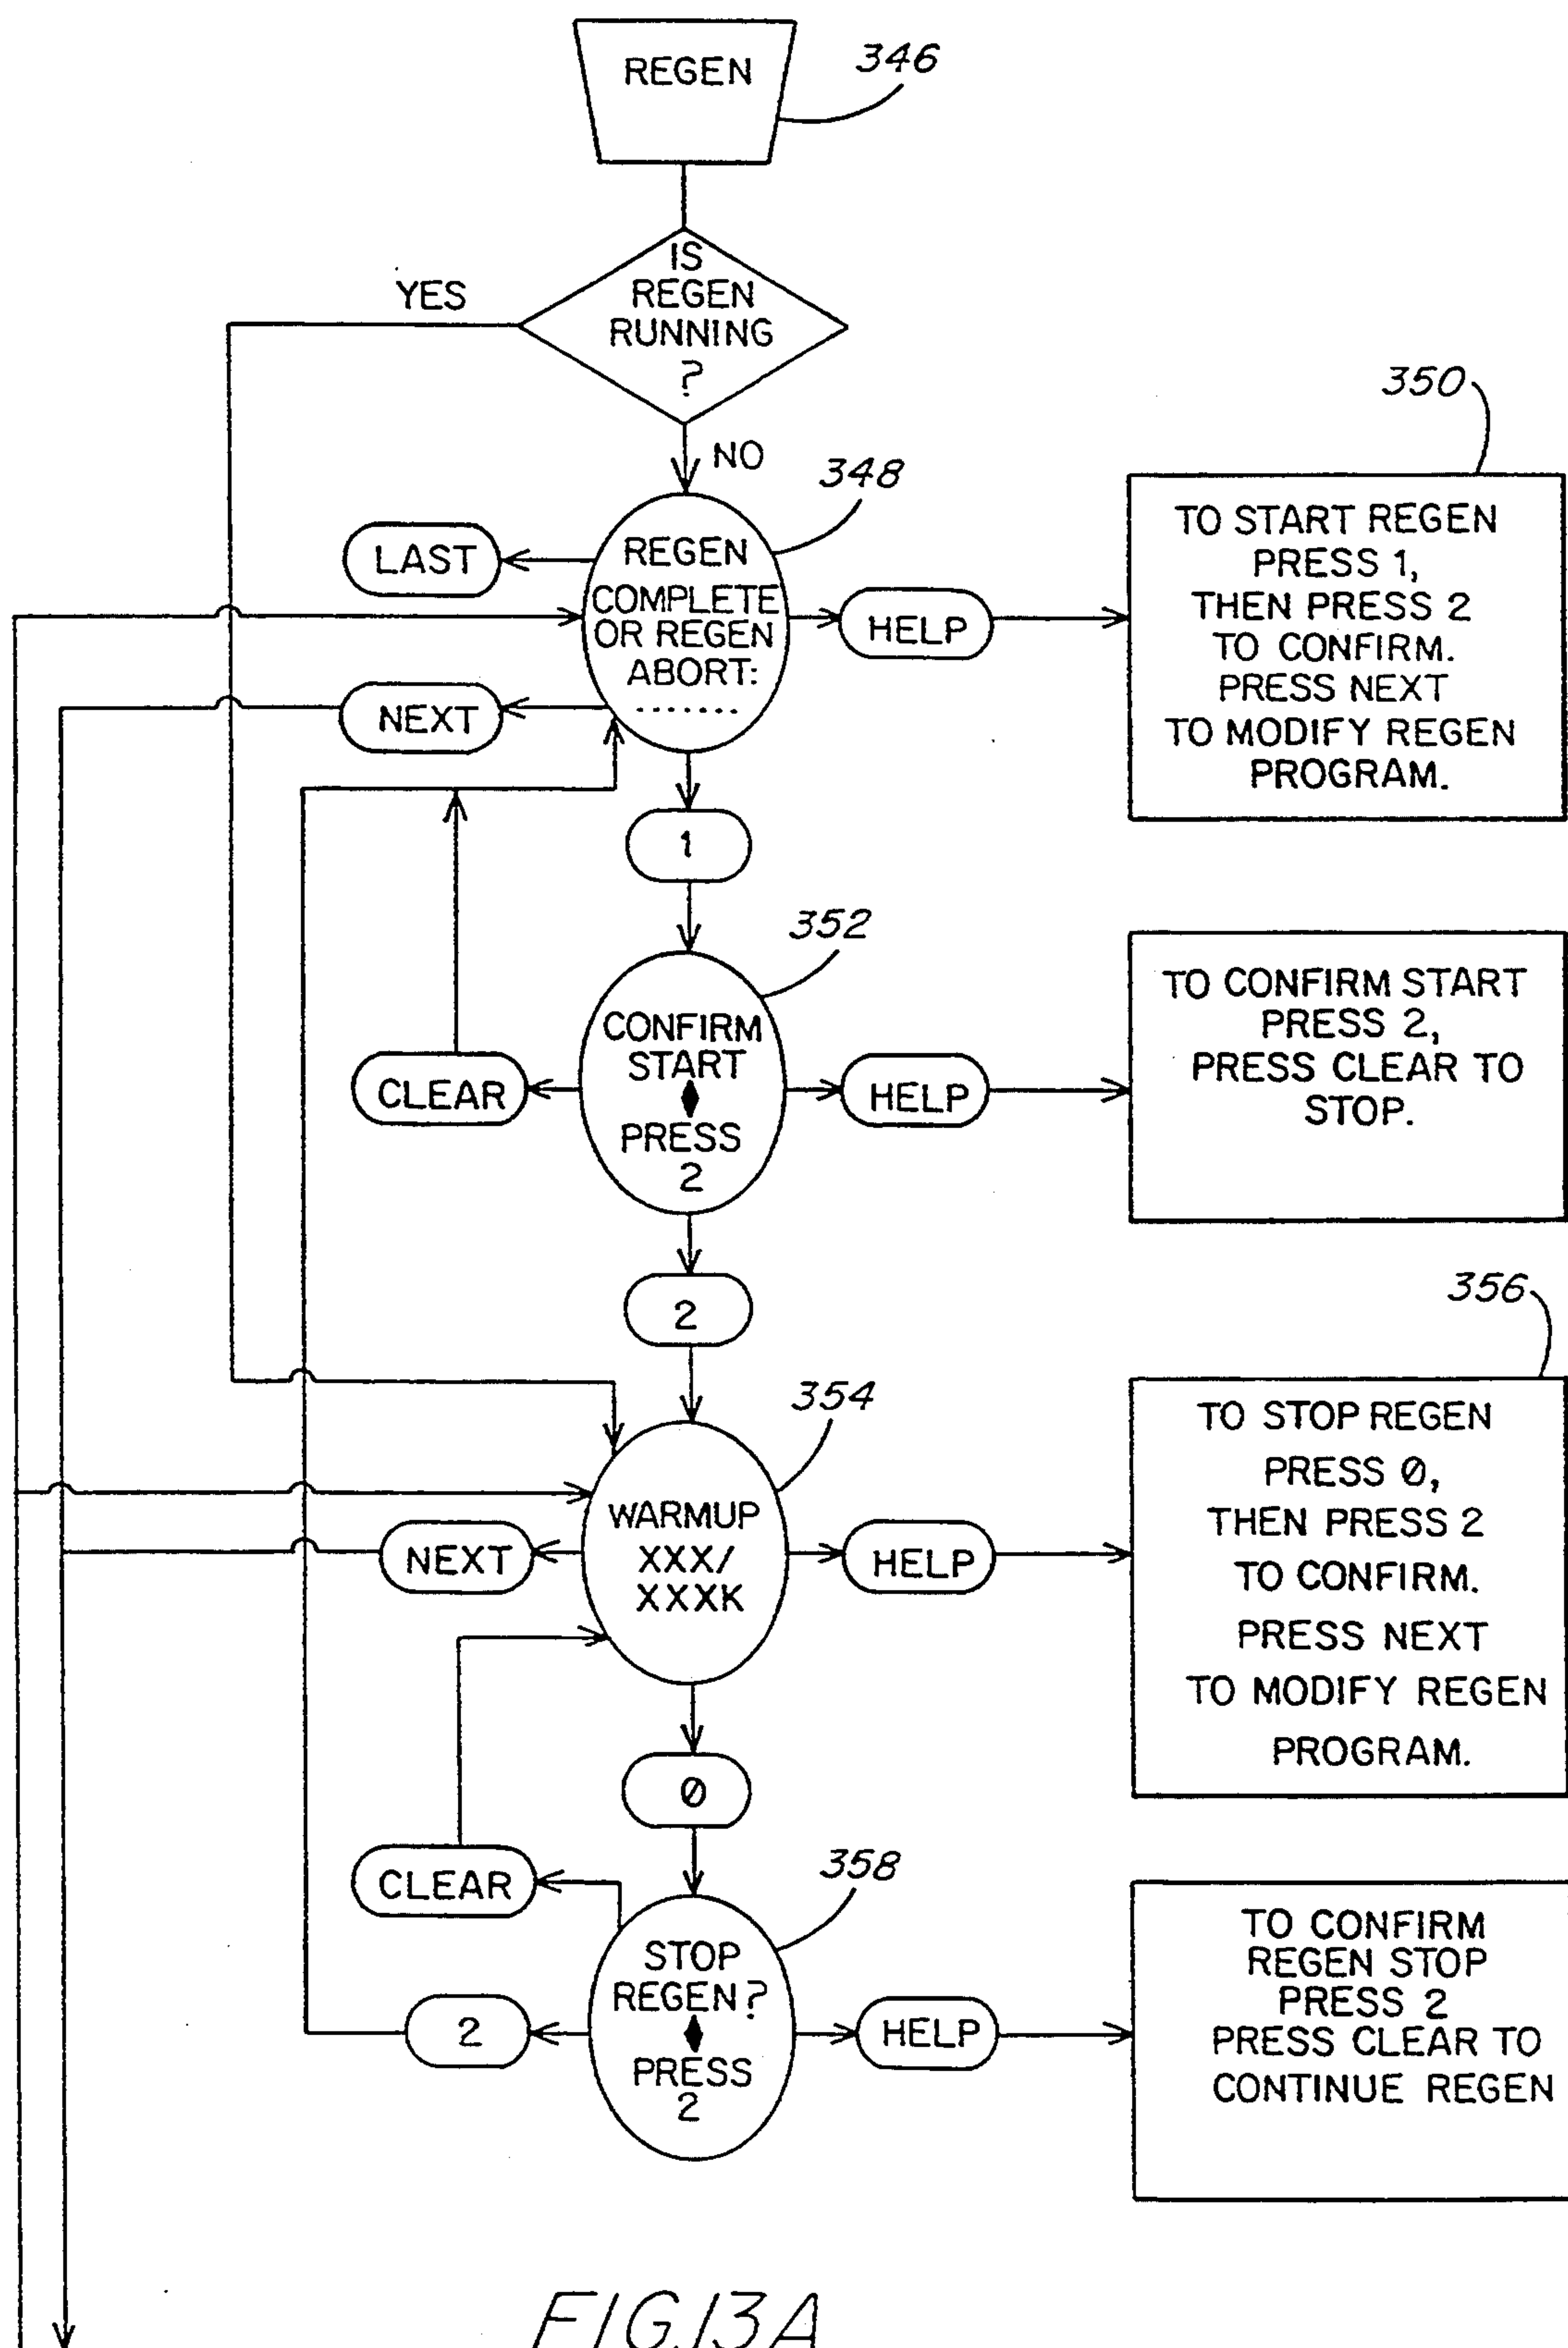 REGEN
346
IS
REGEN
RUNNING
?
YES
NO
348
350
LAST
REGEN
COMPLETE
OR REGEN
ABORT:
.......
HELP
NEXT
TO START REGEN
PRESS 1,
THEN PRESS 2
TO CONFIRM.
PRESS NEXT
TO MODIFY REGEN
PROGRAM.
1
352
CLEAR
CONFIRM
START
♦
PRESS
2
HELP
TO CONFIRM START
PRESS 2,
PRESS CLEAR TO
STOP.
2
354
356
NEXT
WARMUP
XXX/
XXXK
HELP
TO STOP REGEN
PRESS 0,
THEN PRESS 2
TO CONFIRM.
PRESS NEXT
TO MODIFY REGEN
PROGRAM.
0
CLEAR
358
2
STOP
REGEN?
♦
PRESS
2
HELP
TO CONFIRM
REGEN STOP
PRESS 2
PRESS CLEAR TO
CONTINUE REGEN
FIG.13A